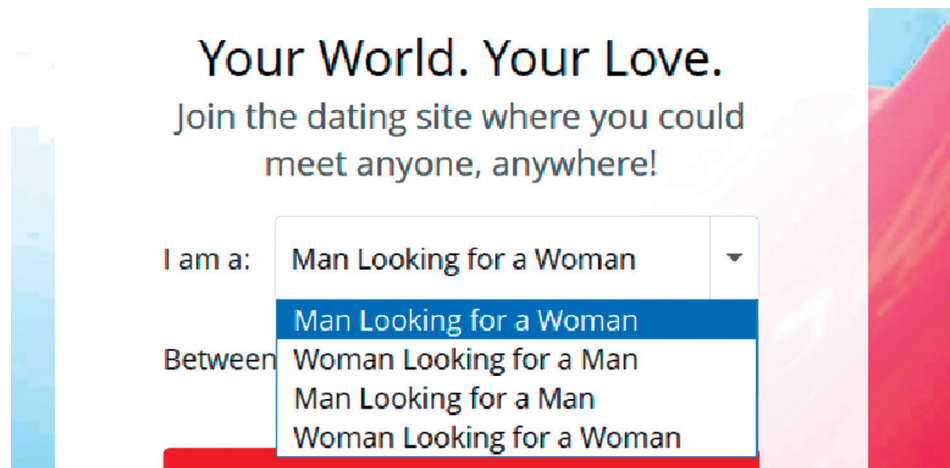 Your World. Your Love.
Join the dating site where you could
meet anyone, anywhere!
I am a: Man Looking for a Woman
Man Looking for a Woman
Between Woman Looking for a Man
Man Looking for a Man
Woman Looking for a Woman